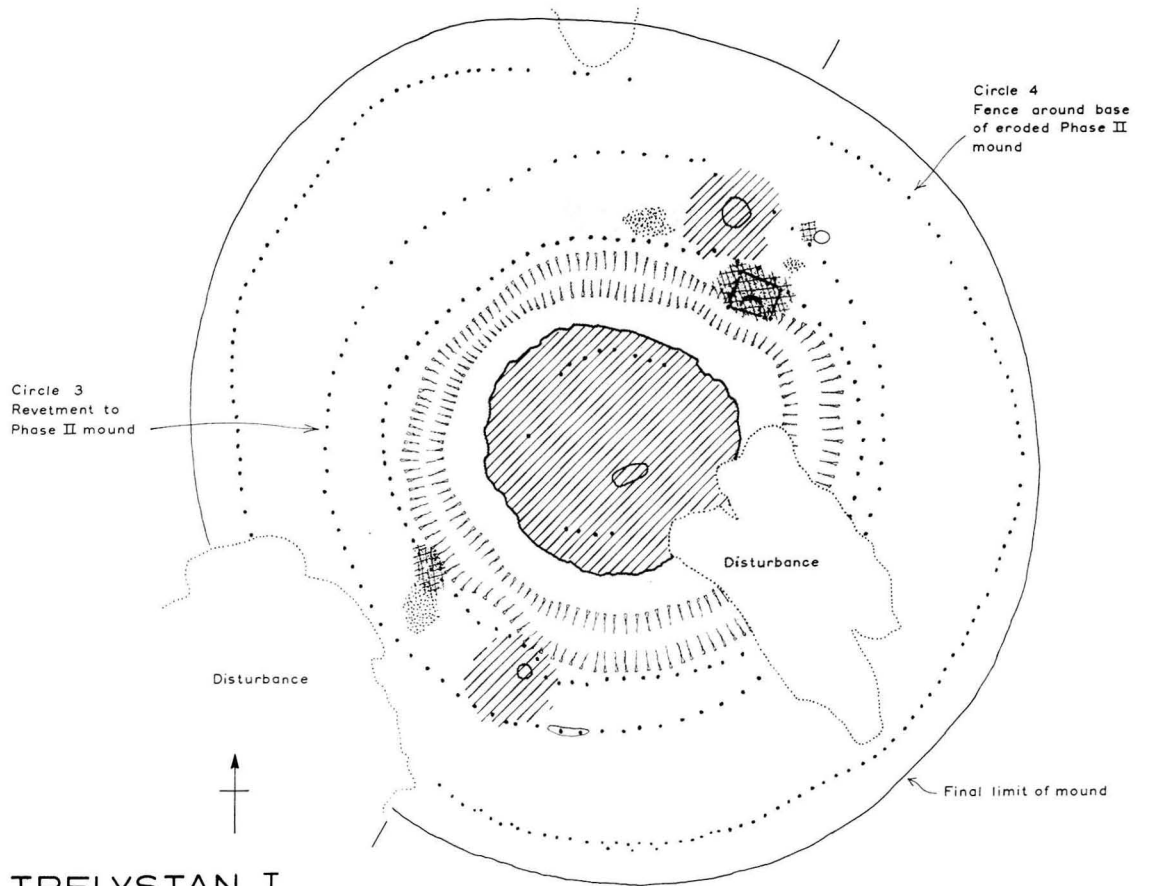 Circle 4
Fence around base
of eroded Phase II
mound
Circle 3
Revetment to
Phase II mound
Disturbance
Disturbance
Final limit of mound
TRELYSTAN I